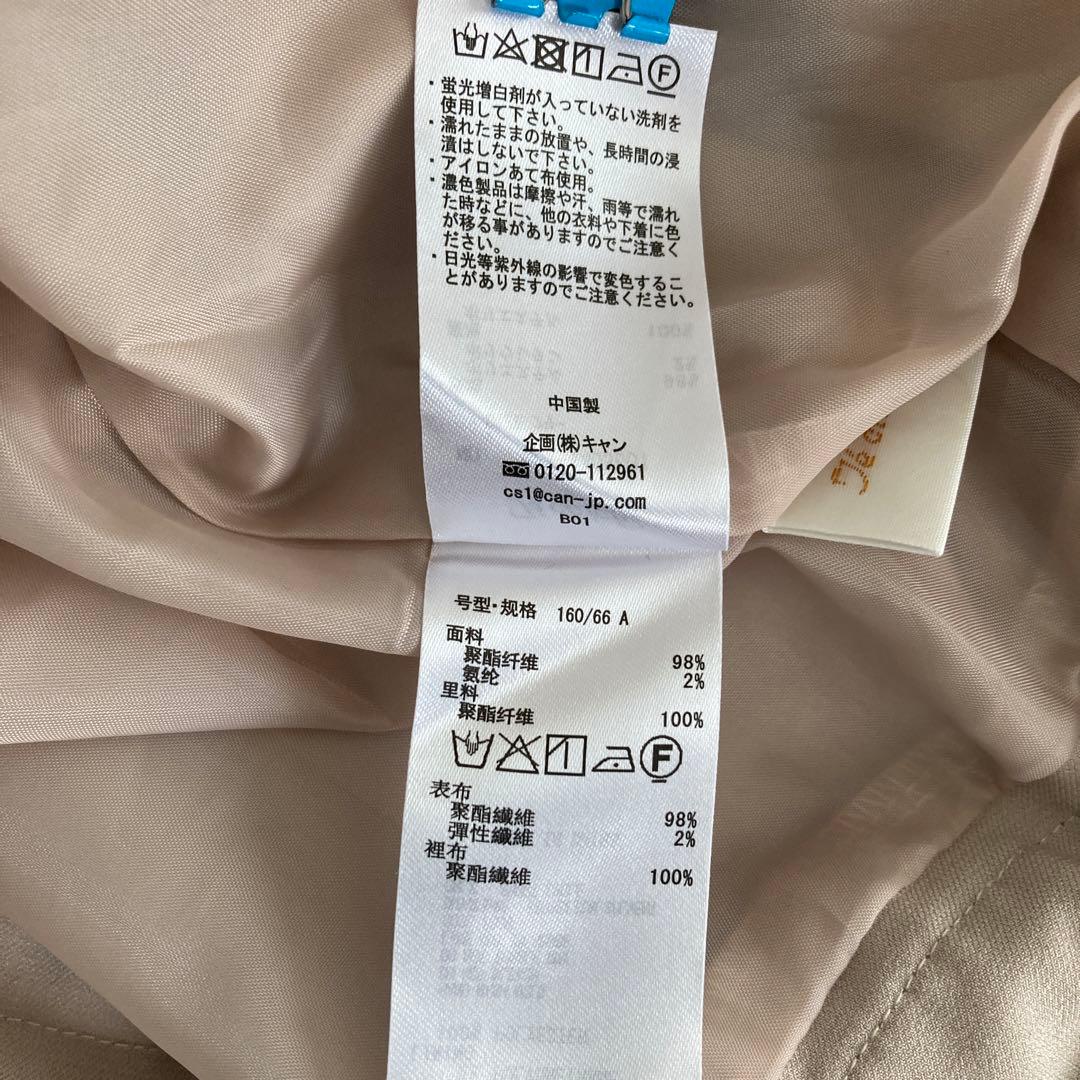 ・蛍光増白剤が入っていない洗剤を
使用して下さい。
・濡れたままの放置や、長時間の浸
漬はしないで下さい。
・アイロンあて布使用。
・濃色製品は摩擦や汗、雨等で濡れ
た時などに、他の衣料や下着に色
が移る事がありますのでご注意く
ださい。
・日光等紫外線の影響で変色するこ
とがありますのでご注意ください。
中国製
企画(株)キャン
0120-112961
cs1@can-jp.com
B01
号型·规格 160/66 A
面料
聚酯纤维 98%
氨纶 2%
里料
聚酯纤维 100%
F
表布
聚酯纖維 98%
彈性纖維 2%
裡布
聚酯纖維 100%